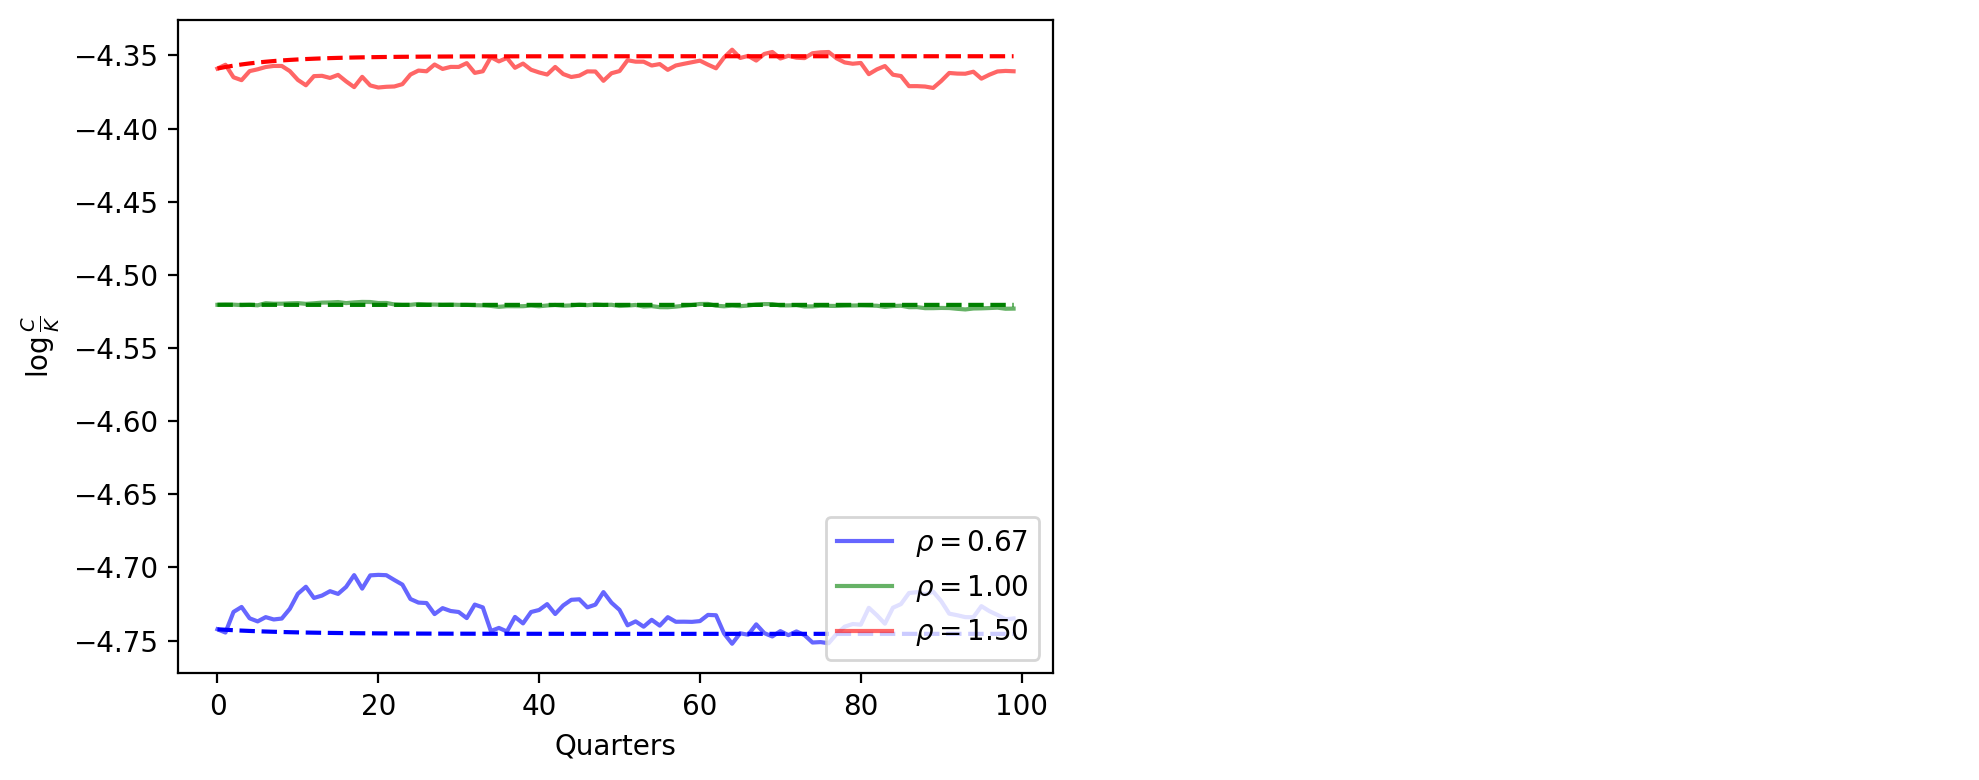 −4.35
−4.40
−4.45
−4.50
−4.55
−4.60
−4.65
−4.70
−4.75
log C/K
0 20 40 60 80 100
Quarters
ρ = 0.67
ρ = 1.00
ρ = 1.50